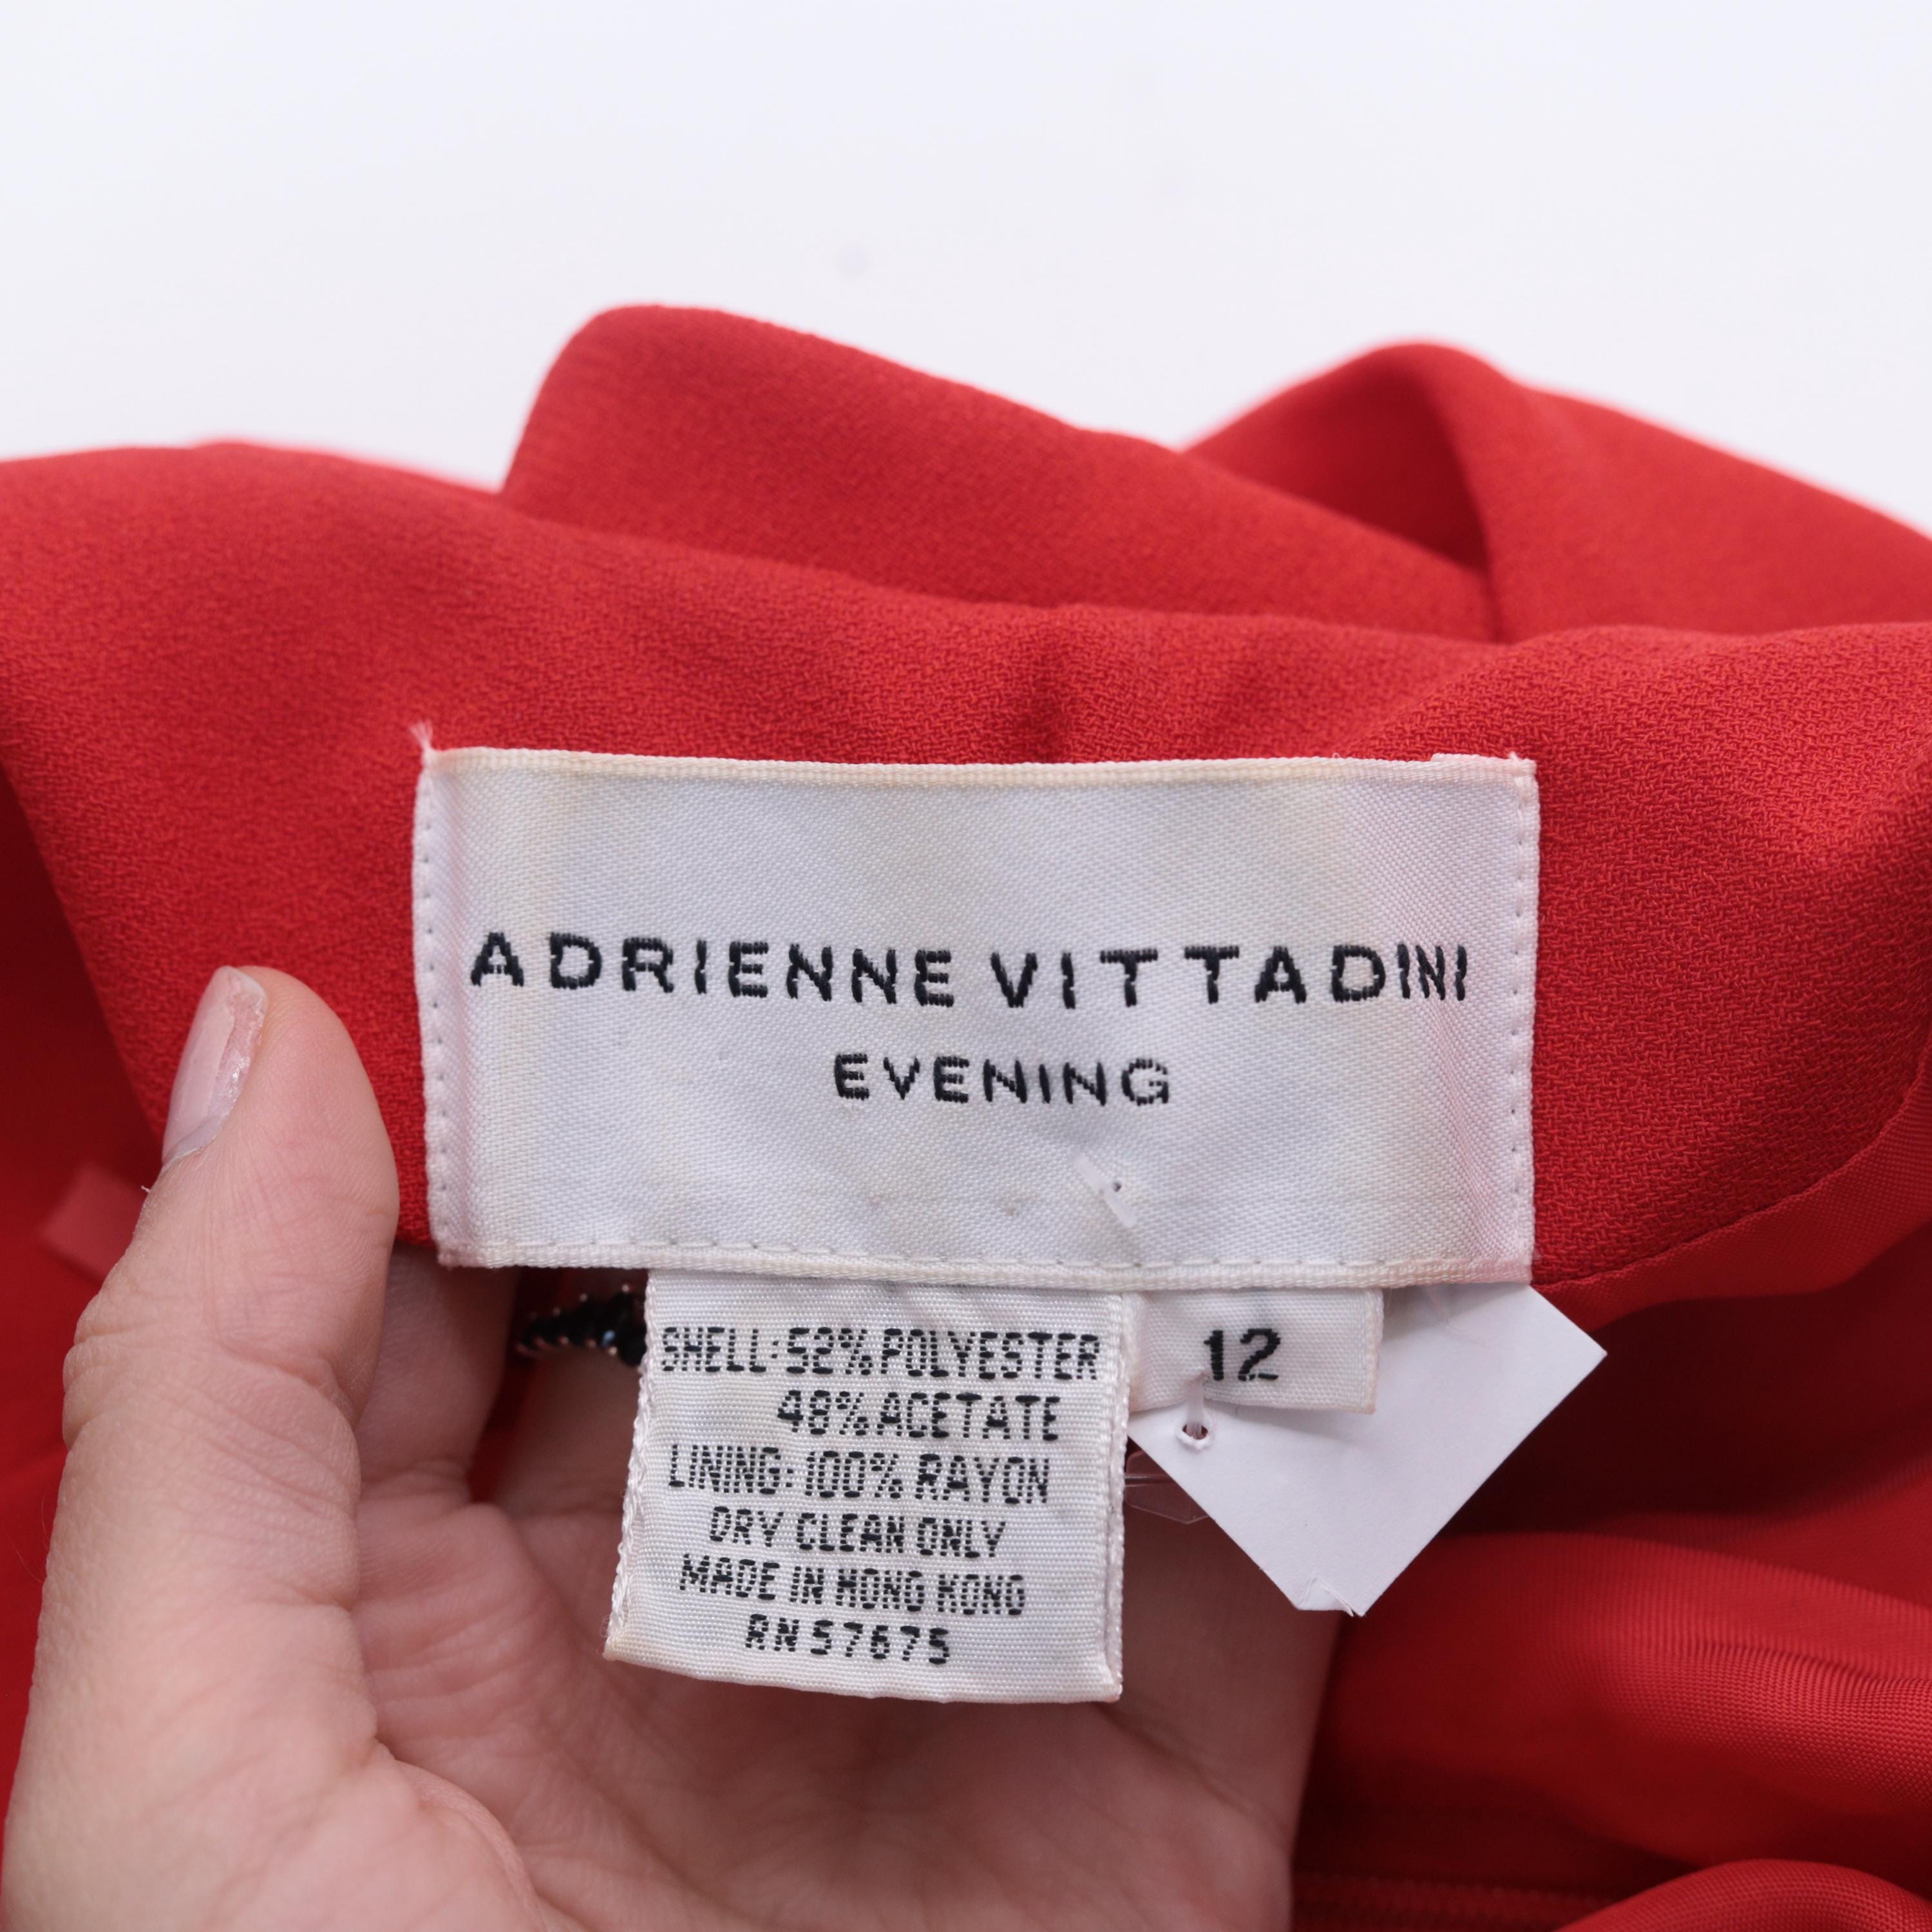 ADRIENNE VITTADINI
EVENING
SHELL: 52% POLYESTER
48% ACETATE
LINING: 100% RAYON
DRY CLEAN ONLY
MADE IN HONG KONG
RN 57675
12